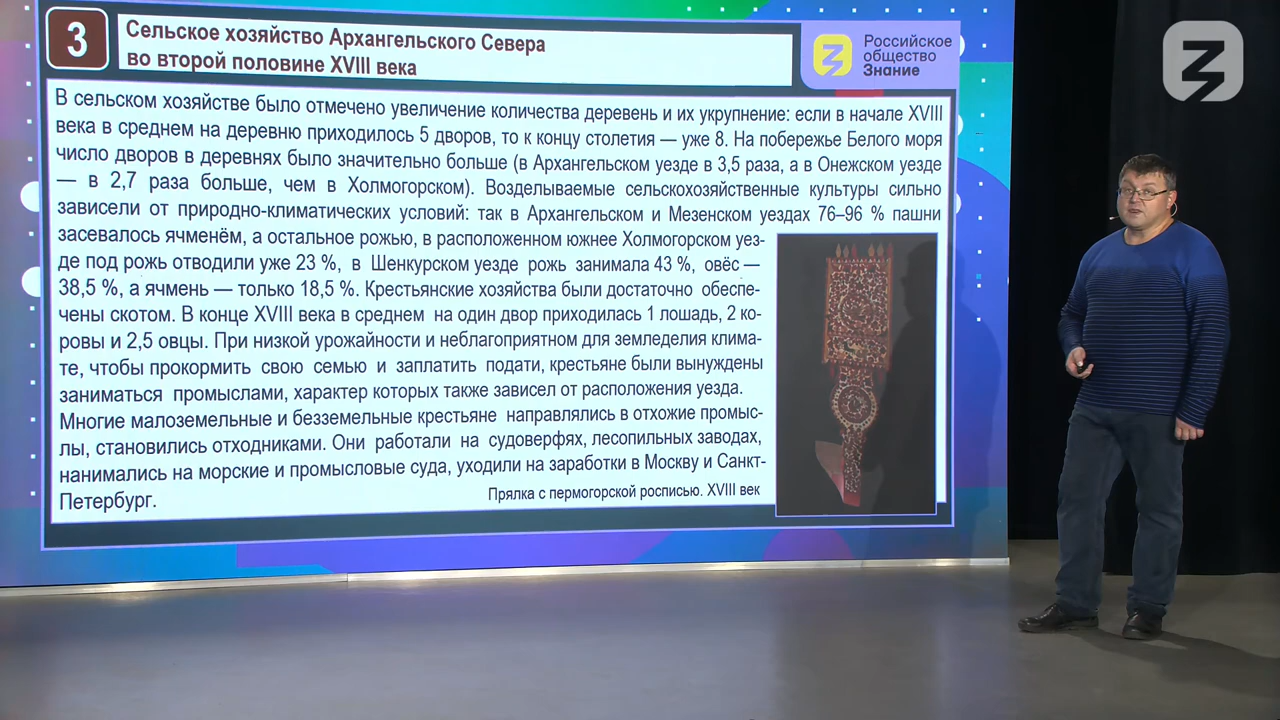 3
Сельское хозяйство Архангельского Севера
во второй половине XVIII века
Российское
общество
Знание
В сельском хозяйстве было отмечено увеличение количества деревень и их укрупнение: если в начале XVIII
века в среднем на деревню приходилось 5 дворов, то к концу столетия — уже 8. На побережье Белого моря
число дворов в деревнях было значительно больше (в Архангельском уезде в 3,5 раза, а в Онежском уезде
— в 2,7 раза больше, чем в Холмогорском). Возделываемые сельскохозяйственные культуры сильно
зависели от природно-климатических условий: так в Архангельском и Мезенском уездах 76–96 % пашни
засевалось ячменём, а остальное рожью, в расположенном южнее Холмогорском уез-
де под рожь отводили уже 23 %, в Шенкурском уезде рожь занимала 43 %, овёс —
38,5 %, а ячмень — только 18,5 %. Крестьянские хозяйства были достаточно обеспе-
чены скотом. В конце XVIII века в среднем на один двор приходилась 1 лошадь, 2 ко-
ровы и 2,5 овцы. При низкой урожайности и неблагоприятном для земледелия клима-
те, чтобы прокормить свою семью и заплатить подати, крестьяне были вынуждены
заниматься промыслами, характер которых также зависел от расположения уезда.
Многие малоземельные и безземельные крестьяне направлялись в отхожие промыс-
лы, становились отходниками. Они работали на судоверфях, лесопильных заводах,
нанимались на морские и промысловые суда, уходили на заработки в Москву и Санкт-
Петербург.
Прялка с пермогорской росписью. XVIII век